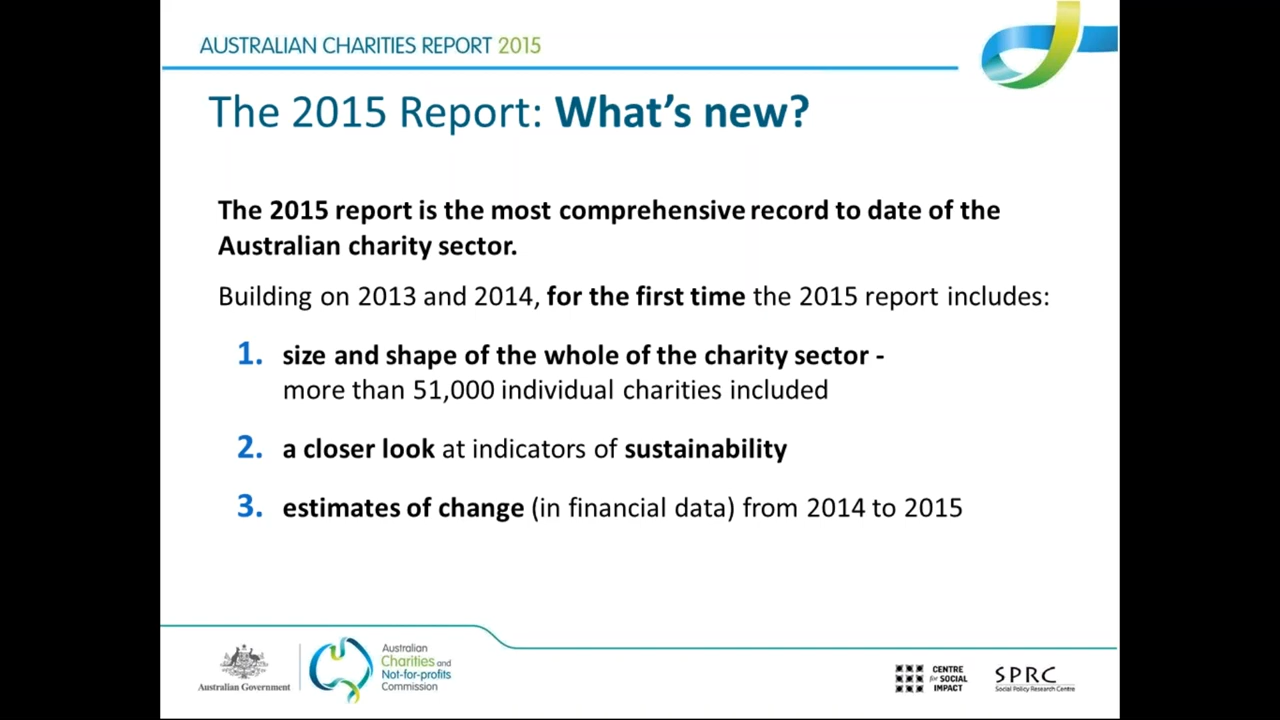 AUSTRALIAN CHARITIES REPORT 2015
The 2015 Report: What's new?
The 2015 report is the most comprehensive record to date of the
Australian charity sector.
Building on 2013 and 2014, for the first time the 2015 report includes:
1. size and shape of the whole of the charity sector -
more than 51,000 individual charities included
2. a closer look at indicators of sustainability
3. estimates of change (in financial data) from 2014 to 2015
Australian Government
Australian
Charities and
Not-for-profits
Commission
CENTRE
for SOCIAL
IMPACT
SPRC
Social Policy Research Centre